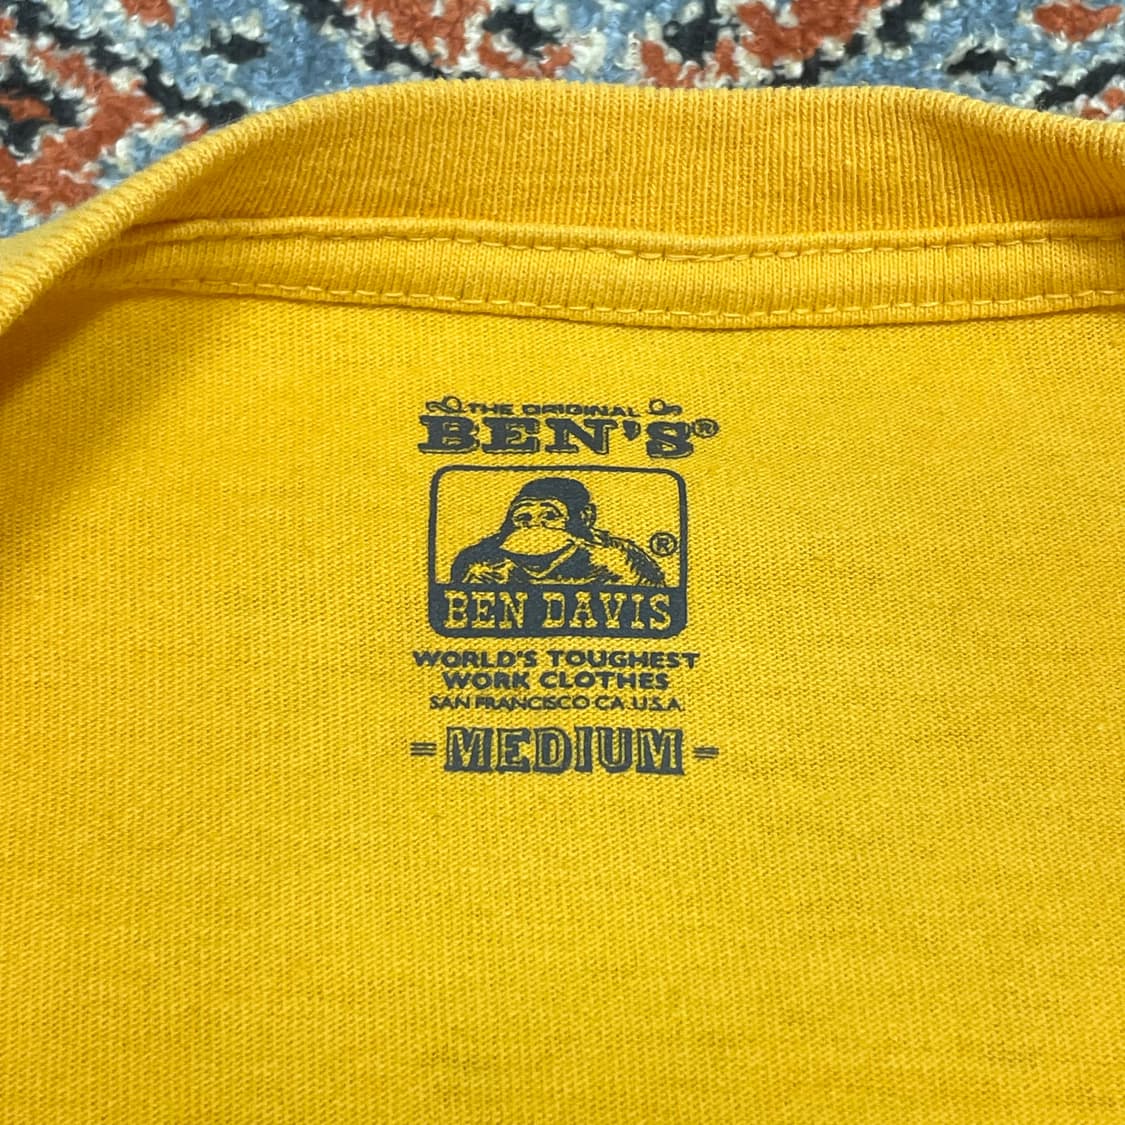 THE ORIGINAL
BEN'S®
®
BEN DAVIS
WORLD'S TOUGHEST
WORK CLOTHES
SAN FRANCISCO CA. U.S.A.
= MEDIUM =